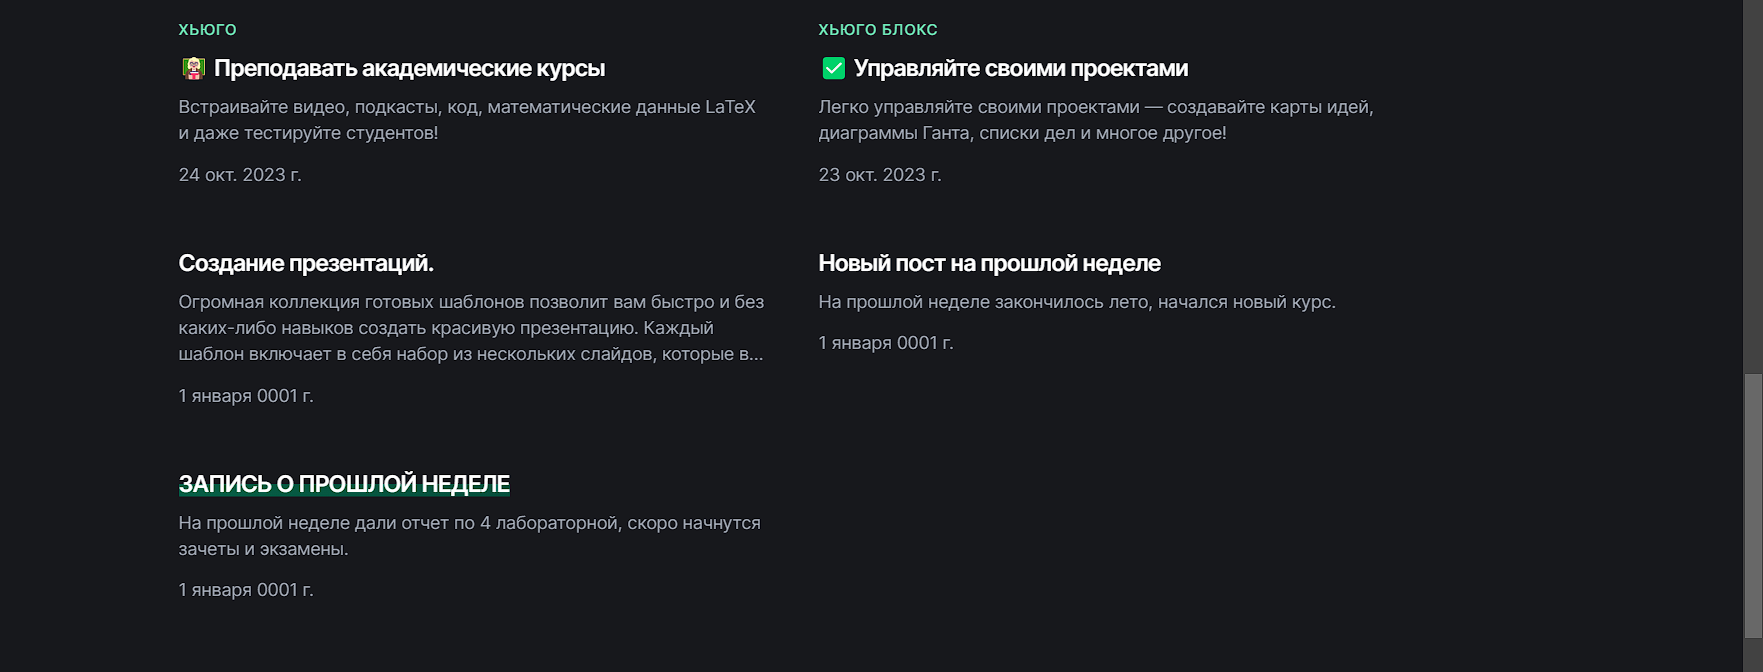 ХЬЮГО
Преподавать академические курсы
Встраивайте видео, подкасты, код, математические данные LaTeX
и даже тестируйте студентов!
24 окт. 2023 г.
ХЬЮГО БЛОКС
Управляйте своими проектами
Легко управляйте своими проектами — создавайте карты идей,
диаграммы Ганта, списки дел и многое другое!
23 окт. 2023 г.
Создание презентаций.
Огромная коллекция готовых шаблонов позволит вам быстро и без
каких-либо навыков создать красивую презентацию. Каждый
шаблон включает в себя набор из нескольких слайдов, которые в...
1 января 0001 г.
Новый пост на прошлой неделе
На прошлой неделе закончилось лето, начался новый курс.
1 января 0001 г.
ЗАПИСЬ О ПРОШЛОЙ НЕДЕЛЕ
На прошлой неделе дали отчет по 4 лабораторной, скоро начнутся
зачеты и экзамены.
1 января 0001 г.